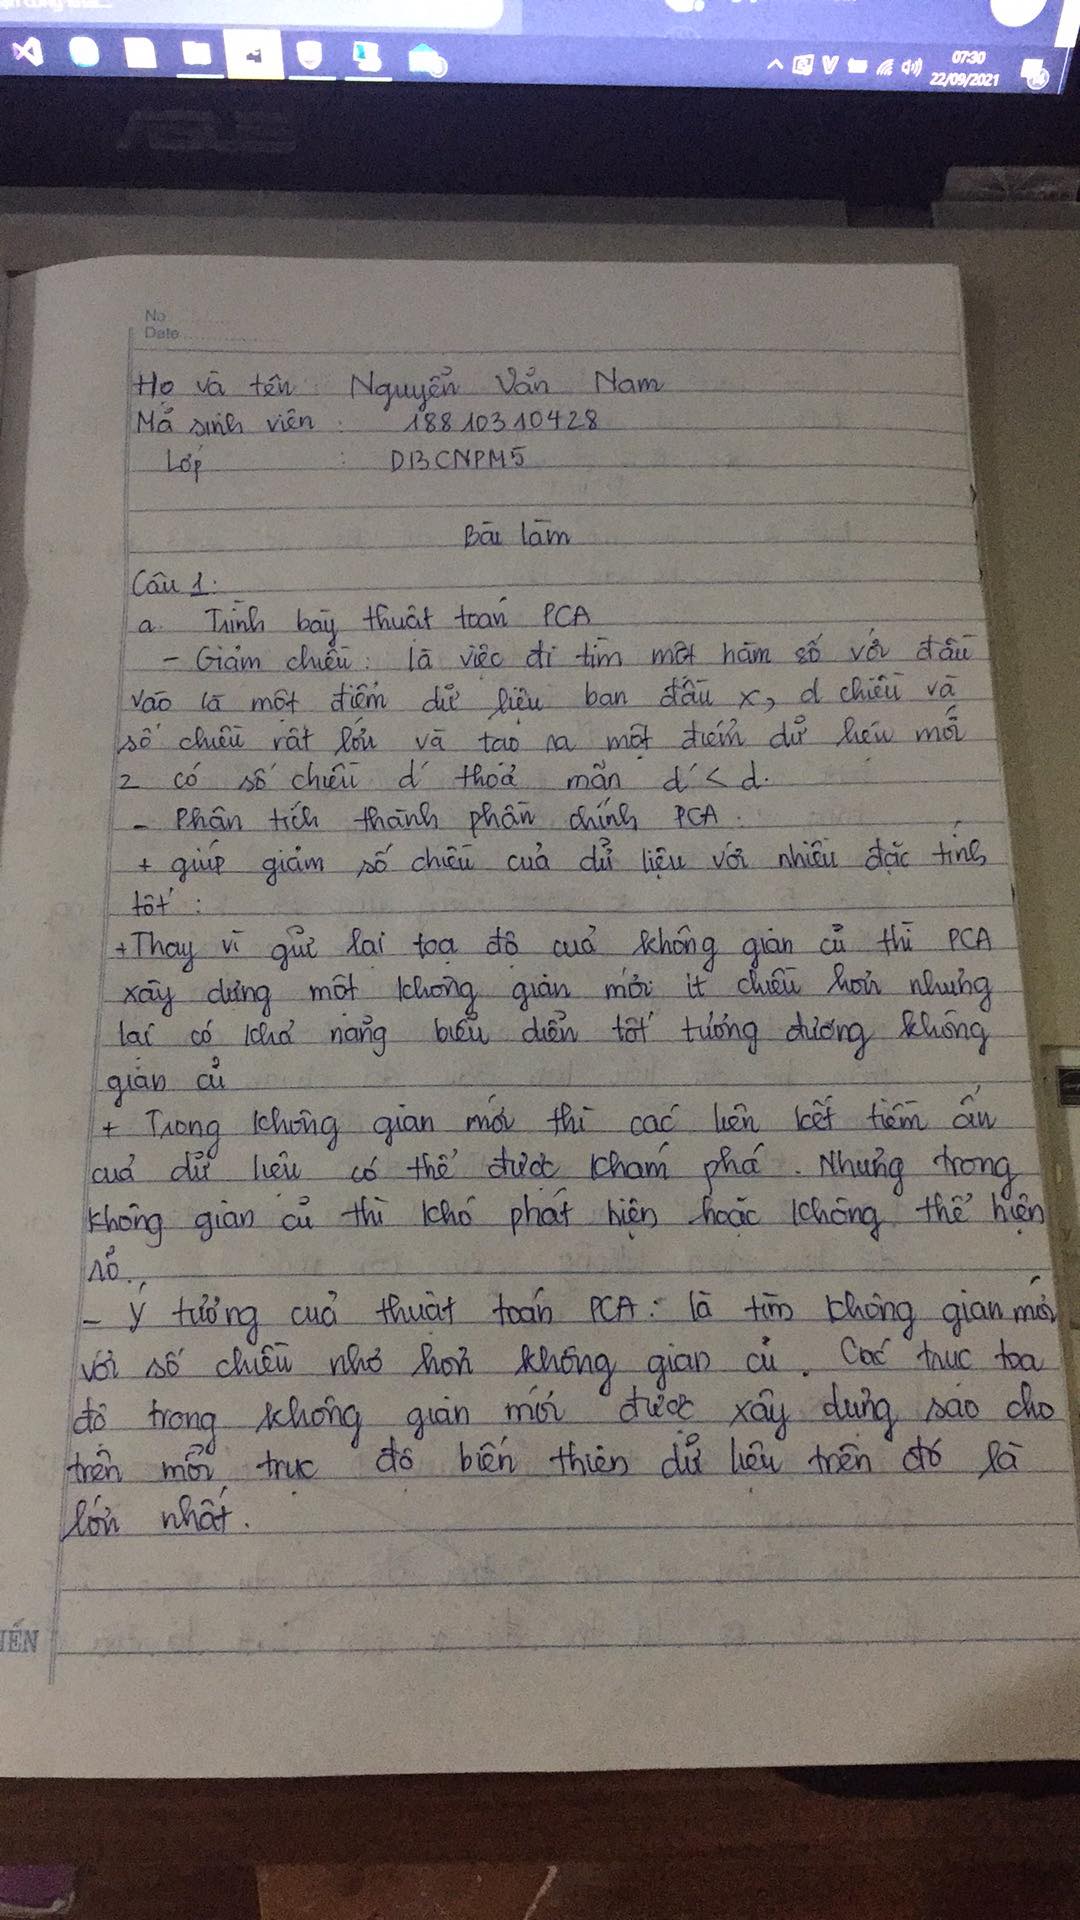 07:30
22/09/2021
ASUS
No
Date
Họ và tên : Nguyễn Văn Nam
Mã sinh viên : 18810310428
Lớp : D13CNPM5
Bài làm
Câu 1:
a. Trình bày thuật toán PCA
- Giảm chiều : là việc đi tìm một hàm số với đầu
vào là một điểm dữ liệu ban đầu x, d chiều và
số chiều rất lớn và tạo ra một điểm dữ liệu mới
z có số chiều d' thoả mãn d' < d.
- Phân tích thành phần chính PCA :
+ giúp giảm số chiều của dữ liệu với nhiều đặc tính
tốt :
+ Thay vì giữ lại toạ độ của không gian cũ thì PCA
xây dựng một không gian mới ít chiều hơn nhưng
lại có khả năng biểu diễn tốt tương đương không
gian cũ
+ Trong không gian mới thì các liên kết tiềm ẩn
của dữ liệu có thể được khám phá . Nhưng trong
không gian cũ thì khó phát hiện hoặc không thể hiện
rõ.
- Ý tưởng của thuật toán PCA : là tìm không gian mới
với số chiều nhỏ hơn không gian cũ . Các trục toạ
độ trong không gian mới được xây dựng sao cho
trên mỗi trục độ biến thiên dữ liệu trên đó là
lớn nhất.